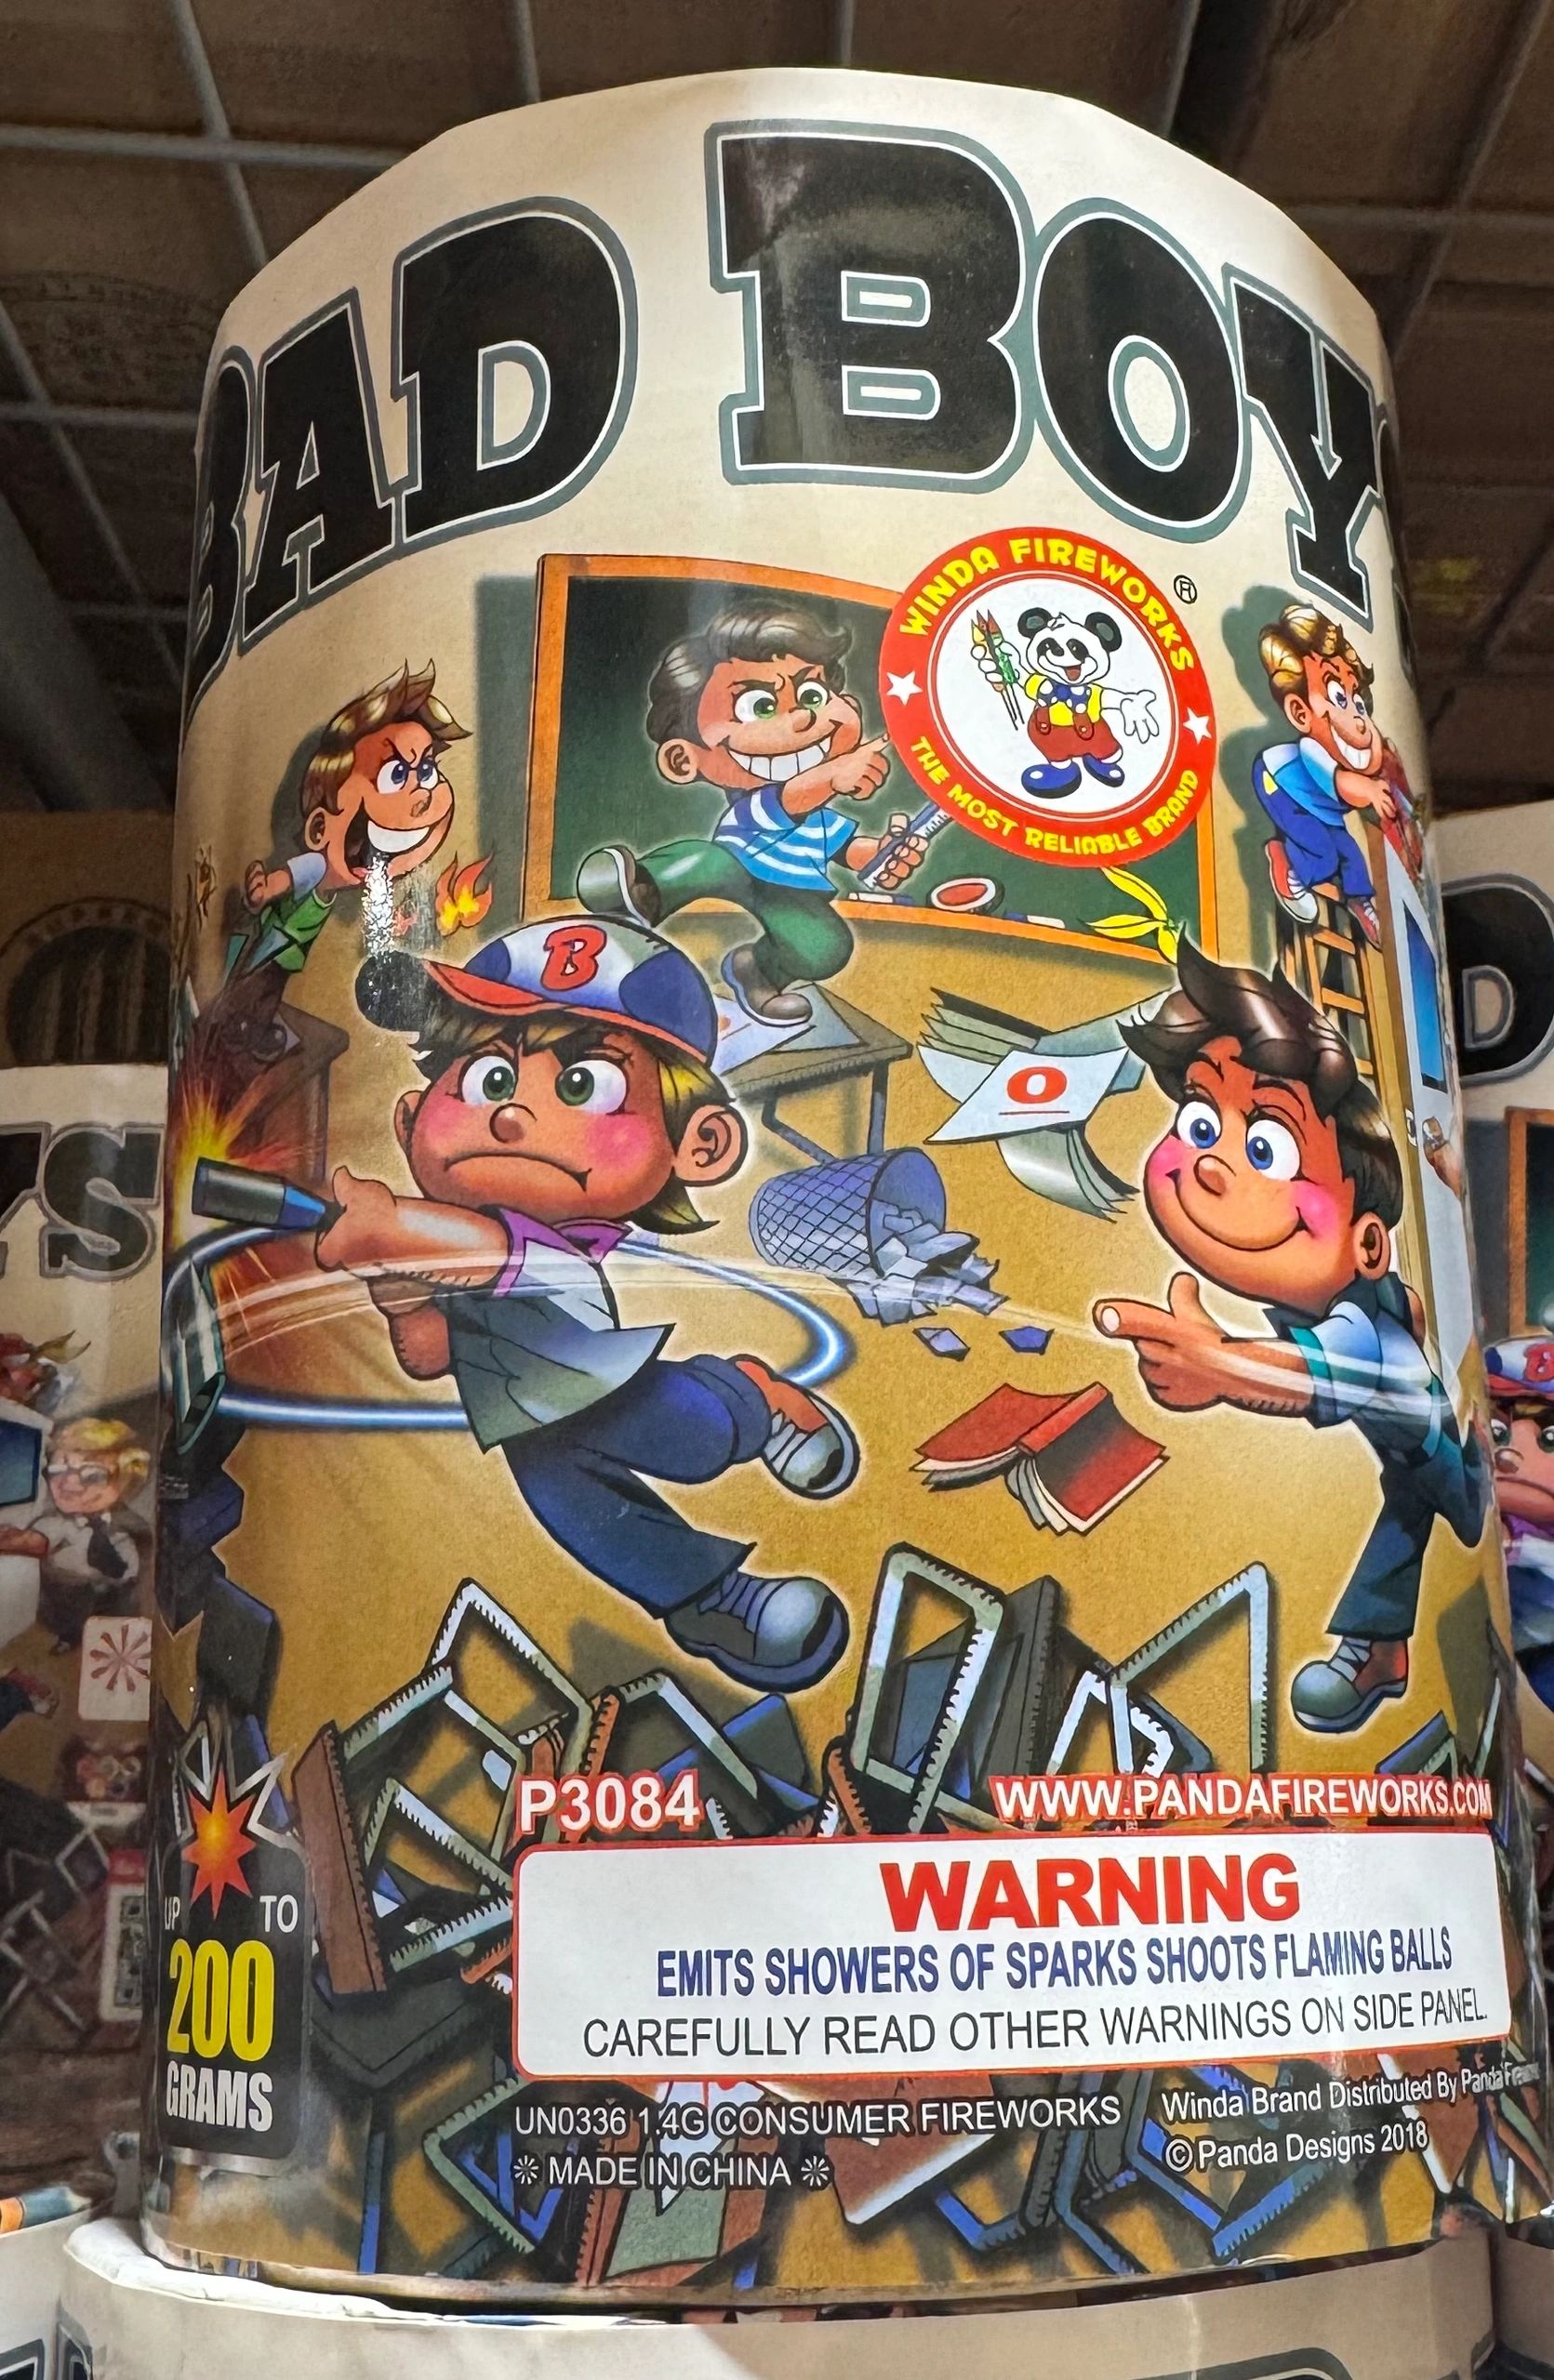 BAD BOY
WINDA FIREWORKS
THE MOST RELIABLE BRAND
®
B
O
P3084
WWW.PANDAFIREWORKS.COM
UP TO
200
GRAMS
WARNING
EMITS SHOWERS OF SPARKS SHOOTS FLAMING BALLS
CAREFULLY READ OTHER WARNINGS ON SIDE PANEL.
UN0336 1.4G CONSUMER FIREWORKS
MADE IN CHINA
Winda Brand Distributed By Panda
© Panda Designs 2018
YS
D